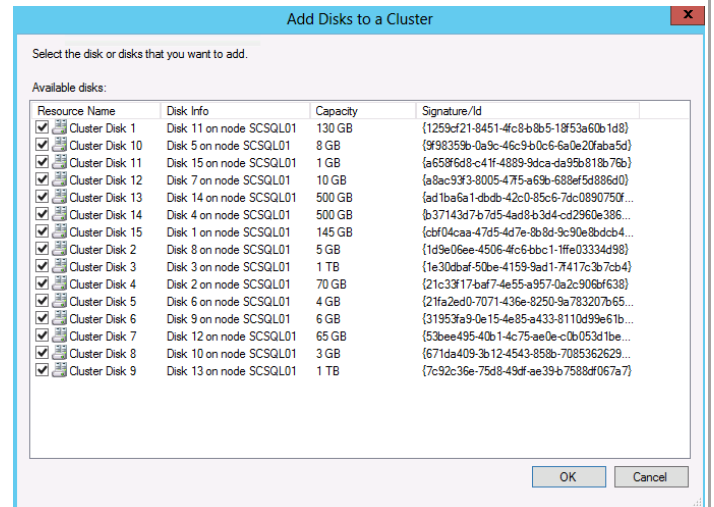 Add Disks to a Cluster
x
Select the disk or disks that you want to add.
Available disks:
Resource Name Disk Info Capacity Signature/Id
Cluster Disk 1 Disk 11 on node SCSQL01 130 GB {1259cf21-8451-4fc8-b8b5-18f53a60b1d8}
Cluster Disk 10 Disk 5 on node SCSQL01 8 GB {9f98359b-0a9c-46c9-b0c6-6a0e20faba5d}
Cluster Disk 11 Disk 15 on node SCSQL01 1 GB {a658f6d8-c41f-4889-9dca-da95b818b76b}
Cluster Disk 12 Disk 7 on node SCSQL01 10 GB {a8ac93f3-8005-47f5-a69b-688ef5d886d0}
Cluster Disk 13 Disk 14 on node SCSQL01 500 GB {ad1ba6a1-dbdb-42c0-85c6-7dc0890750f...
Cluster Disk 14 Disk 4 on node SCSQL01 500 GB {b37143d7-b7d5-4ad8-b3d4-cd2960e386...
Cluster Disk 15 Disk 1 on node SCSQL01 145 GB {cbf04caa-47d5-4d7e-8b8d-9c90e8bdcb4...
Cluster Disk 2 Disk 8 on node SCSQL01 5 GB {1d9e06ee-4506-4fc6-bbc1-1ffe03334d98}
Cluster Disk 3 Disk 3 on node SCSQL01 1 TB {1e30dbaf-50be-4159-9ad1-7f417c3b7cb4}
Cluster Disk 4 Disk 2 on node SCSQL01 70 GB {21c33f17-baf7-4e55-a957-0a2c906bf638}
Cluster Disk 5 Disk 6 on node SCSQL01 4 GB {21fa2ed0-7071-436e-8250-9a783207b65...
Cluster Disk 6 Disk 9 on node SCSQL01 6 GB {31953fa9-0e15-4e85-a433-8110d99e61b...
Cluster Disk 7 Disk 12 on node SCSQL01 65 GB {53bee495-40b1-4c75-ae0e-c0b053d1be...
Cluster Disk 8 Disk 10 on node SCSQL01 3 GB {671da409-3b12-4543-858b-7085362629...
Cluster Disk 9 Disk 13 on node SCSQL01 1 TB {7c92c36e-75d8-49df-ae39-b7588df067a7}
OK Cancel